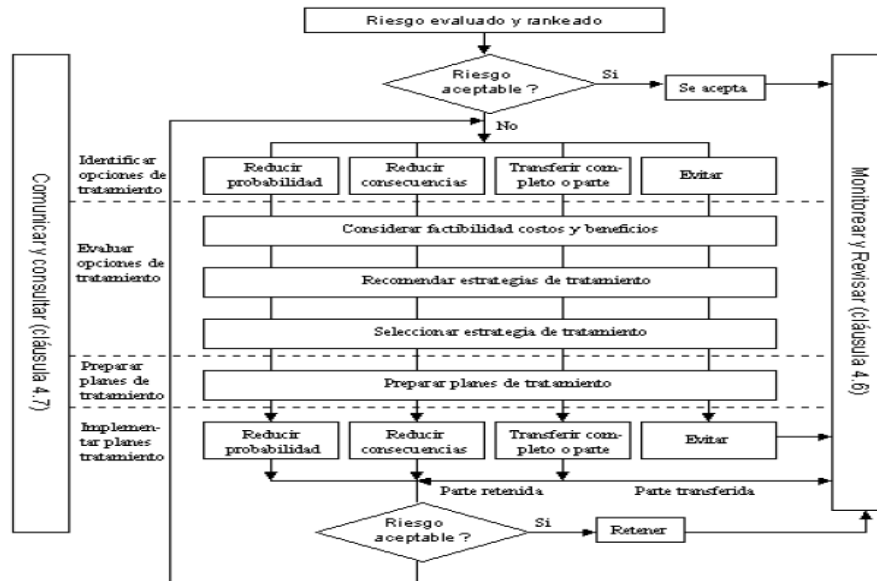 Riesgo evaluado y rankeado
Riesgo
aceptable ?
Si
Se acepta
No
Comunicar y consultar (cláusula 4.7)
Monitorear y Revisar (cláusula 4.6)
Identificar
opciones de
tratamiento
Reducir
probabilidad
Reducir
consecuencias
Transferir com-
pleto o parte
Evitar
Evaluar
opciones de
tratamiento
Considerar factibilidad costos y beneficios
Recomendar estrategias de tratamiento
Seleccionar estrategia de tratamiento
Preparar
planes de
tratamiento
Preparar planes de tratamiento
Implemen-
tar planes
tratamiento
Reducir
probabilidad
Reducir
consecuencias
Transferir com-
pleto o parte
Evitar
Parte retenida
Parte transferida
Riesgo
aceptable ?
Si
Retener